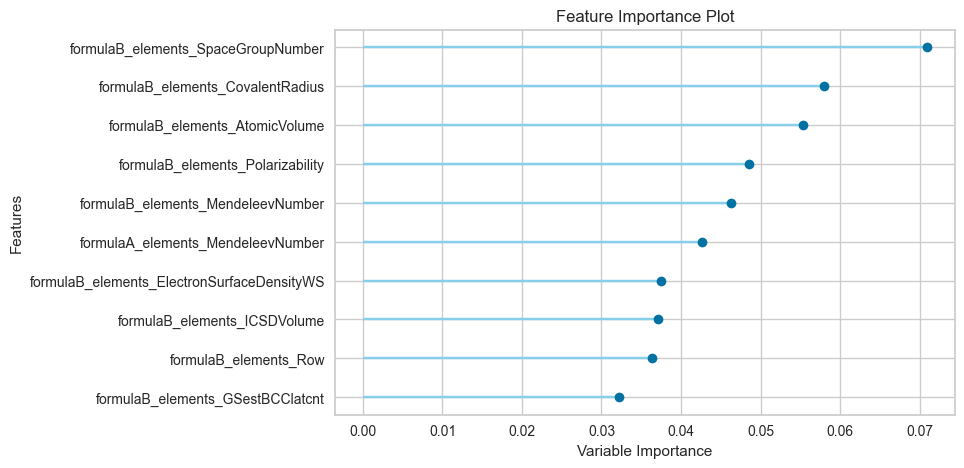 Feature Importance Plot
Features
formulaB_elements_SpaceGroupNumber
formulaB_elements_CovalentRadius
formulaB_elements_AtomicVolume
formulaB_elements_Polarizability
formulaB_elements_MendeleevNumber
formulaA_elements_MendeleevNumber
formulaB_elements_ElectronSurfaceDensityWS
formulaB_elements_ICSDVolume
formulaB_elements_Row
formulaB_elements_GSestBCClatcnt
0.00 0.01 0.02 0.03 0.04 0.05 0.06 0.07
Variable Importance